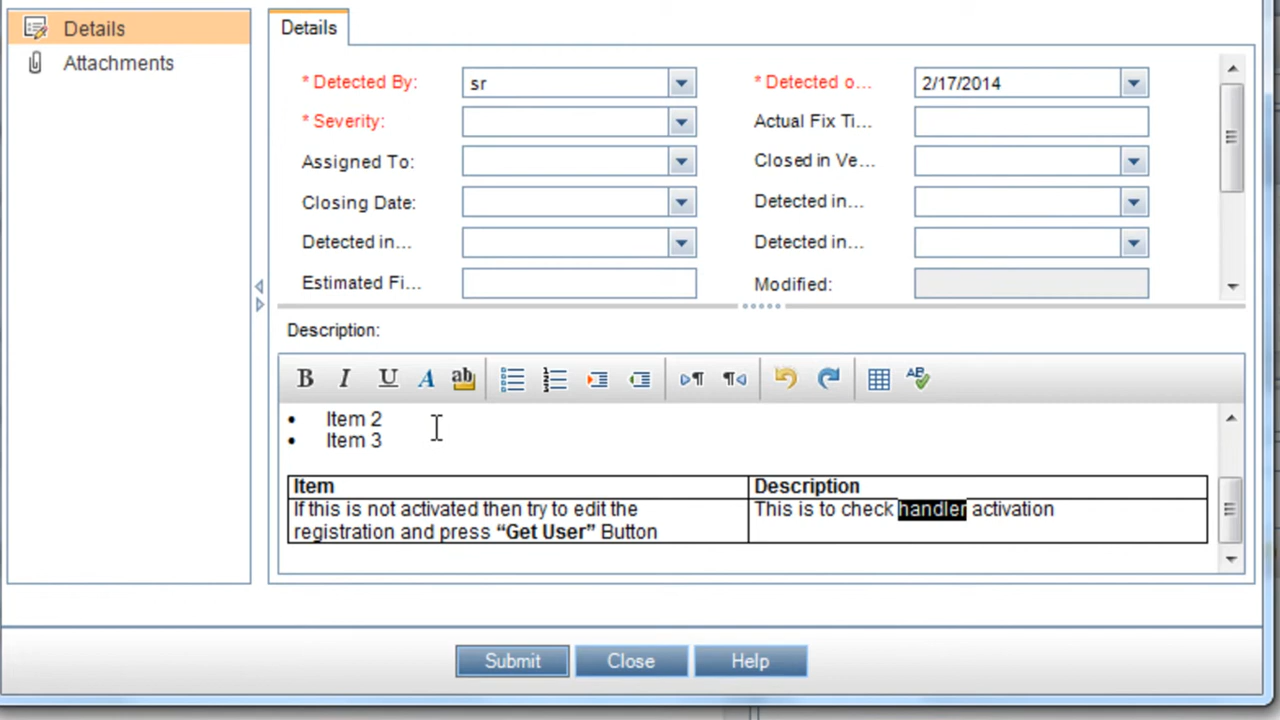 Details
Attachments
Details
* Detected By: sr
* Detected o... 2/17/2014
* Severity:
Actual Fix Ti...
Assigned To:
Closed in Ve...
Closing Date:
Detected in...
Detected in...
Detected in...
Estimated Fi...
Modified:
Description:
B I U A ab
• Item 2
• Item 3
Item Description
If this is not activated then try to edit the
registration and press “Get User” Button
This is to check handler activation
Submit Close Help